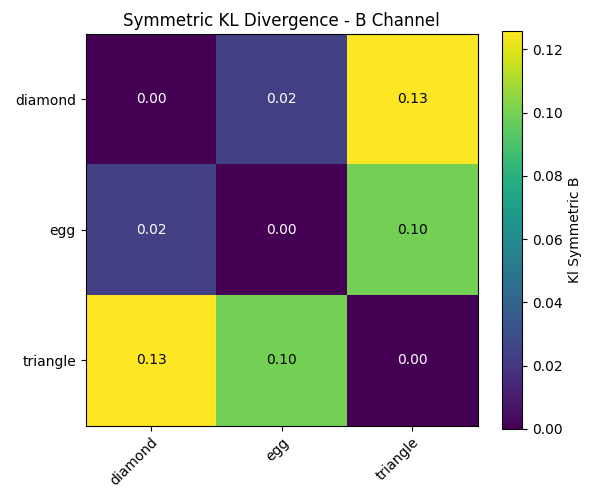 Symmetric KL Divergence - B Channel
diamond 0.00 0.02 0.13
egg 0.02 0.00 0.10
triangle 0.13 0.10 0.00
diamond egg triangle
0.12
0.10
0.08
0.06
0.04
0.02
0.00
Kl Symmetric B